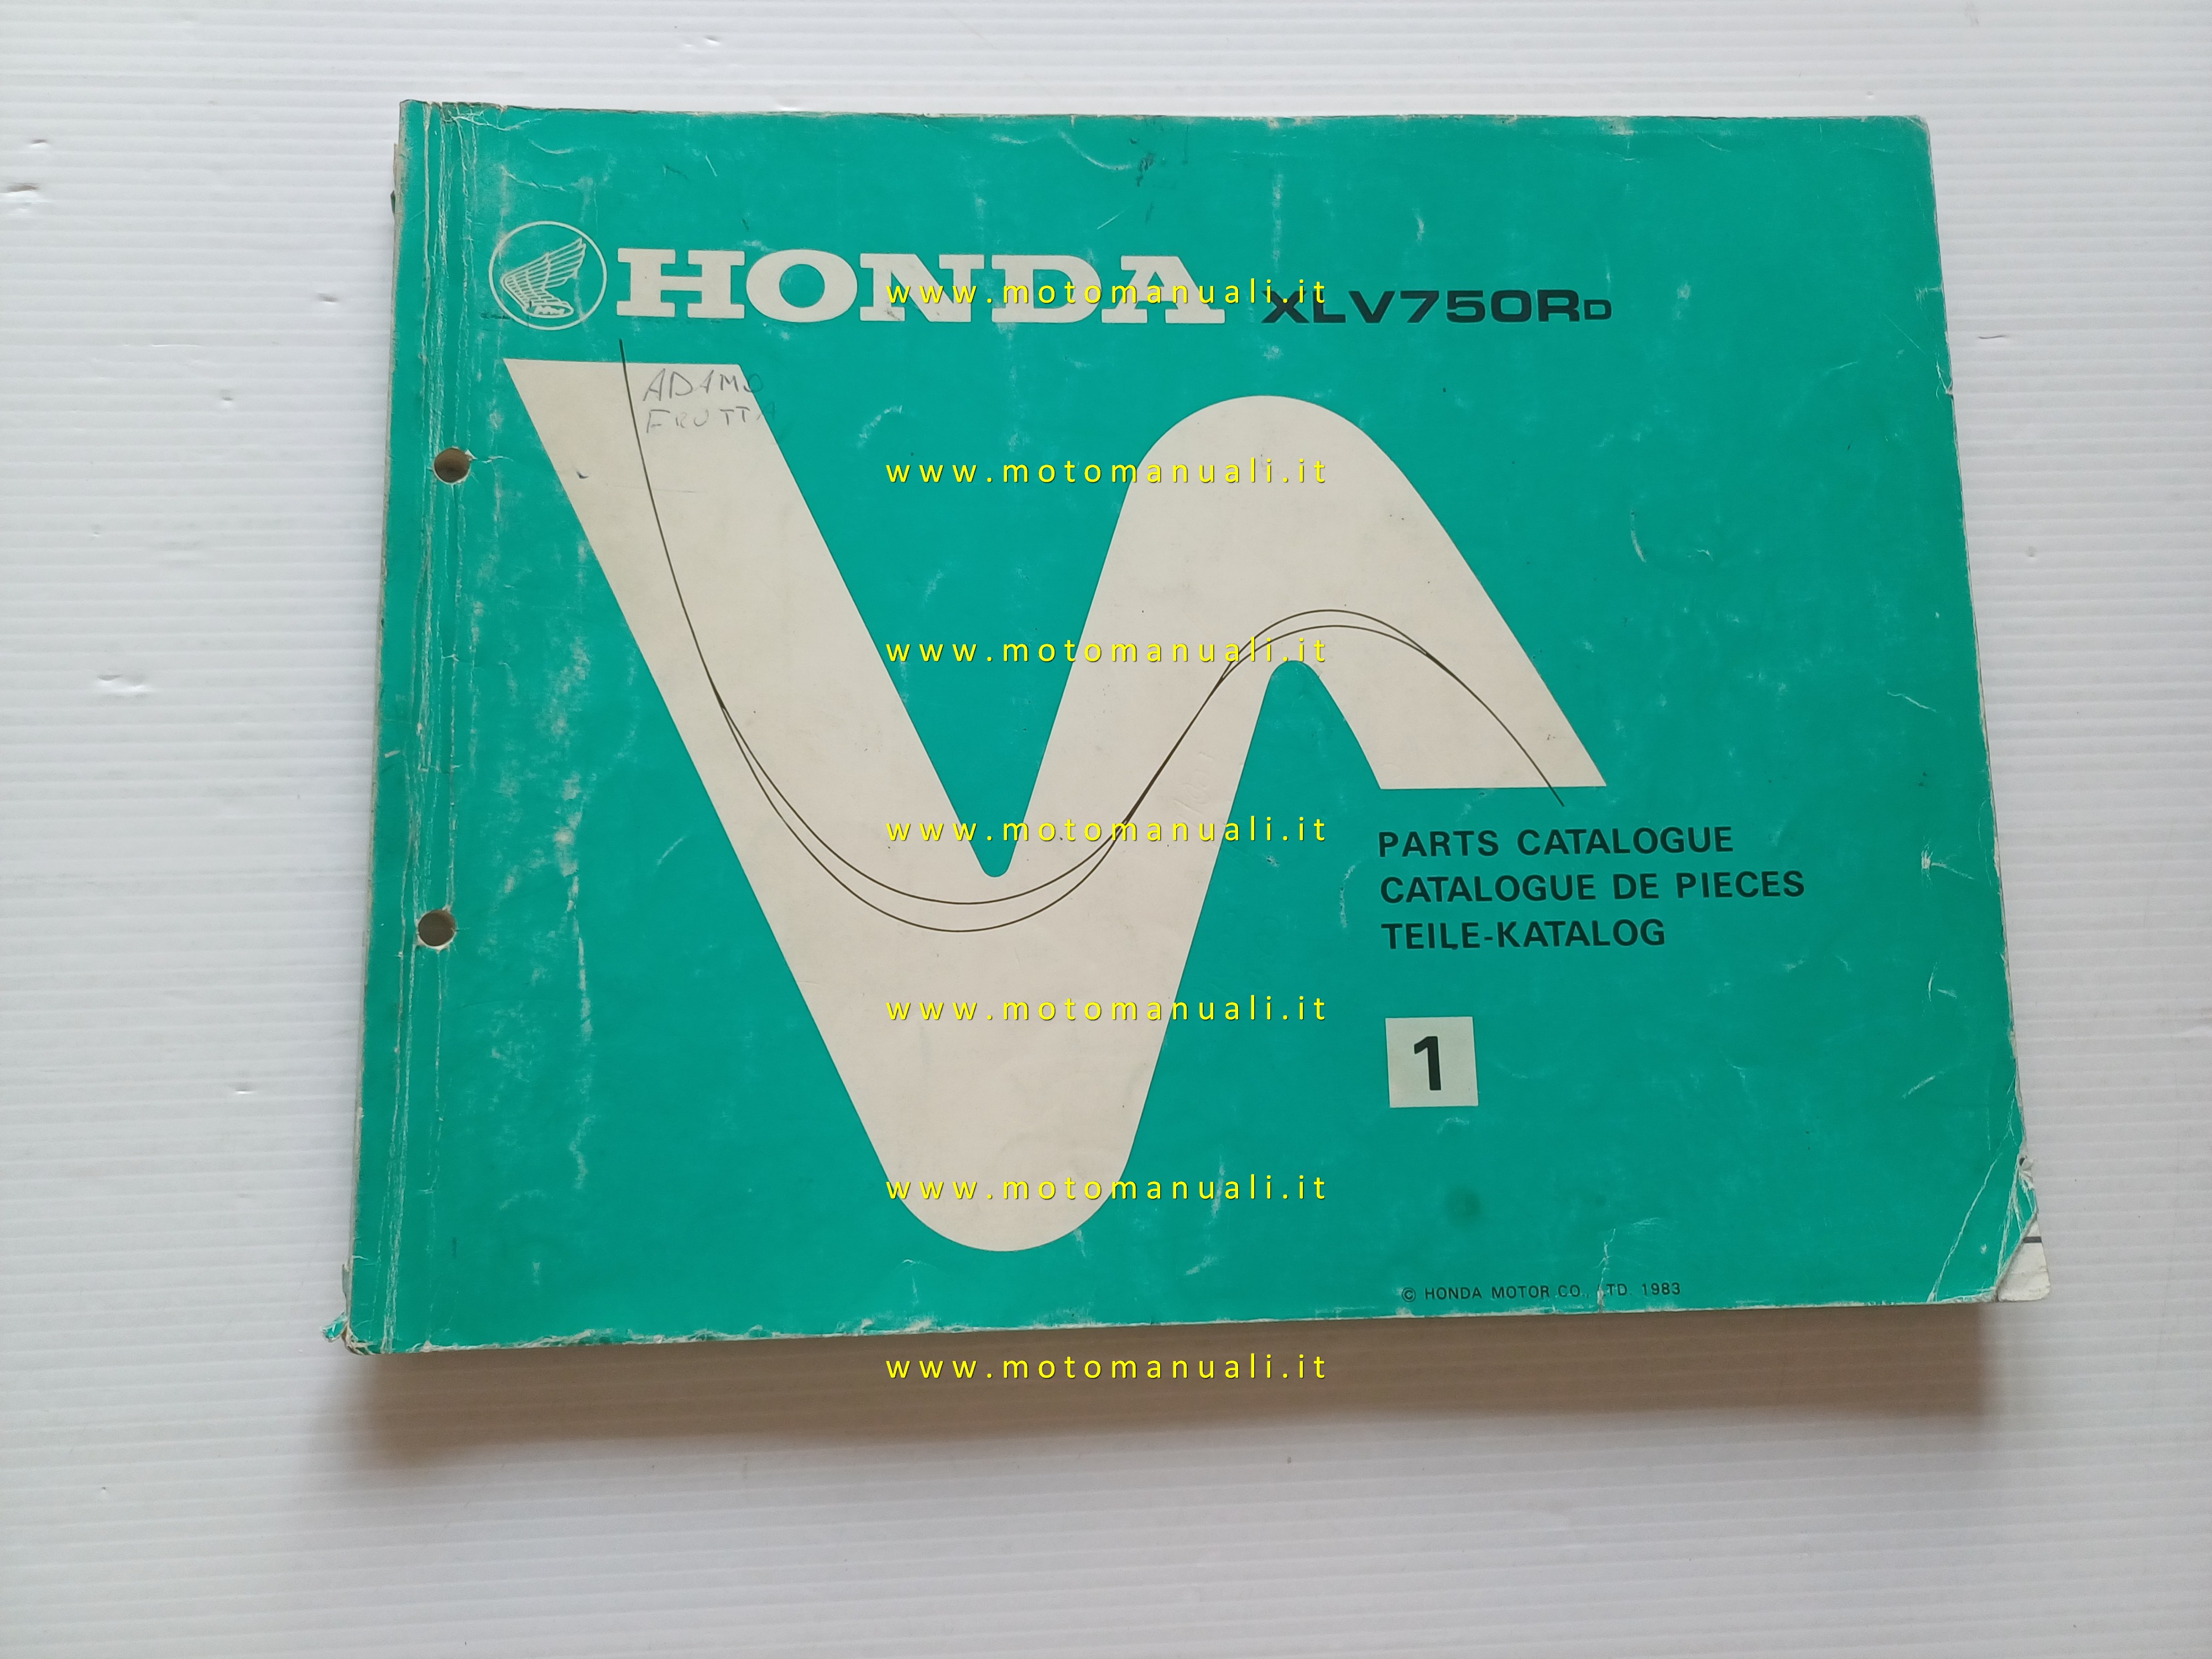 HONDA XLV750RD
www.motomanuali.it
ADAMO
FRUTTA
www.motomanuali.it
www.motomanuali.it
www.motomanuali.it
PARTS CATALOGUE
CATALOGUE DE PIECES
TEILE-KATALOG
www.motomanuali.it
1
www.motomanuali.it
© HONDA MOTOR CO., LTD. 1983
www.motomanuali.it